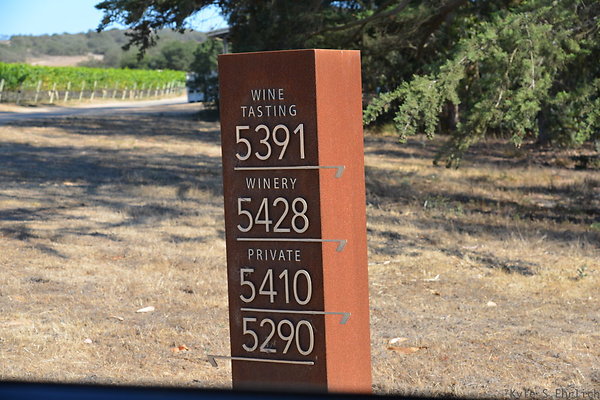 WINE
TASTING
5391
WINERY
5428
PRIVATE
5410
5290